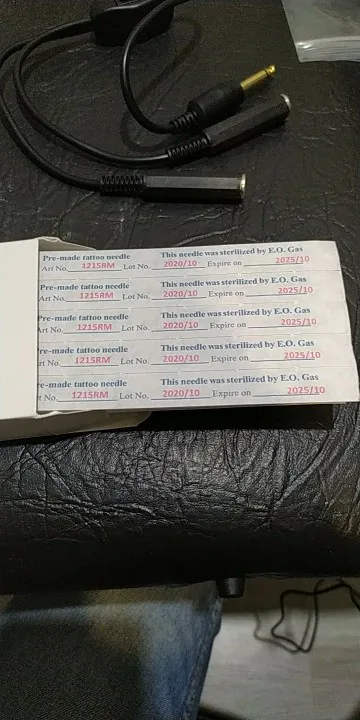 Pre-made tattoo needle This needle was sterilized by E.O. Gas
Art No. 1215RM Lot No. 2020/10 Expire on 2025/10
Pre-made tattoo needle This needle was sterilized by E.O. Gas
Art No. 1215RM Lot No. 2020/10 Expire on 2025/10
Pre-made tattoo needle This needle was sterilized by E.O. Gas
rt No. 1215RM Lot No. 2020/10 Expire on 2025/10
re-made tattoo needle This needle was sterilized by E.O. Gas
rt No. 1215RM Lot No. 2020/10 Expire on 2025/10
e-made tattoo needle This needle was sterilized by E.O. Gas
t No. 1215RM Lot No. 2020/10 Expire on 2025/10